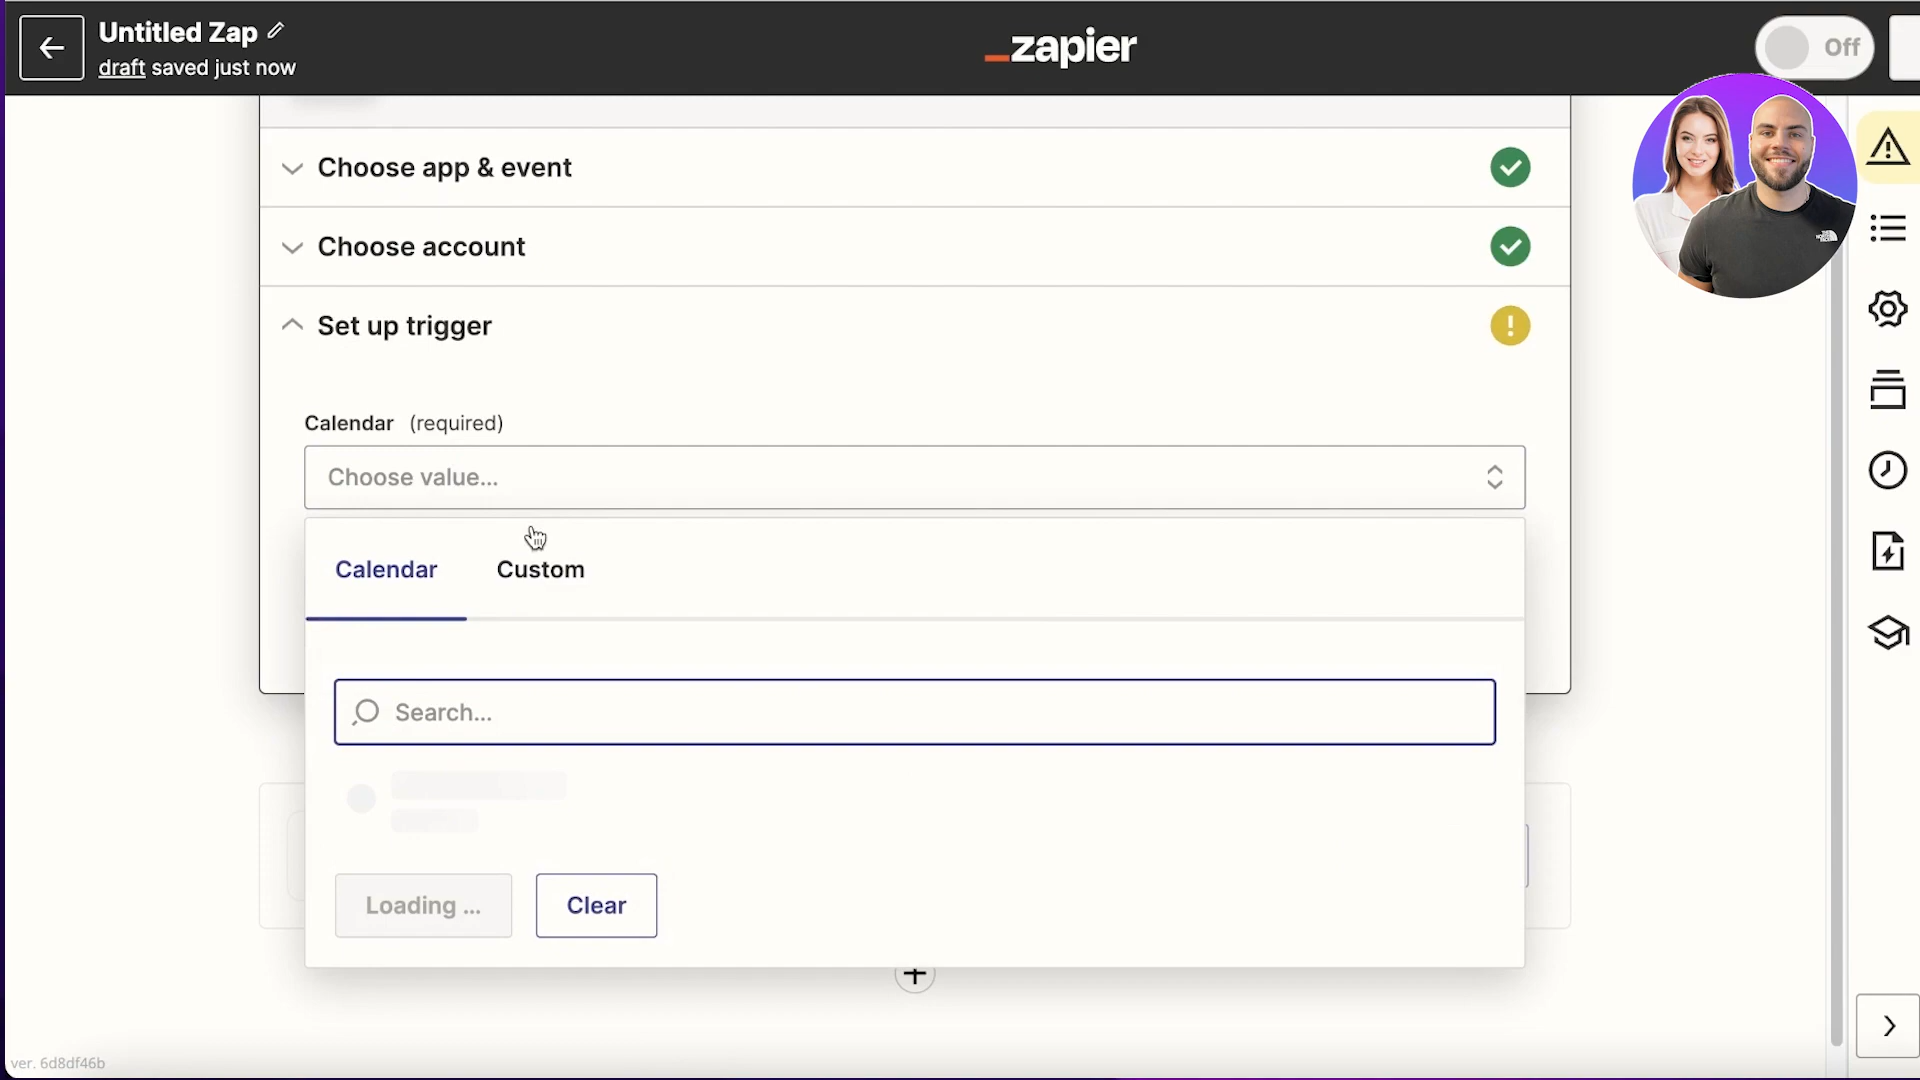 Untitled Zap
draft saved just now
zapier
Off
Choose app & event
Choose account
Set up trigger
!
Calendar (required)
Choose value...
Calendar Custom
Search...
Loading ... Clear
ver. 6d8df46b